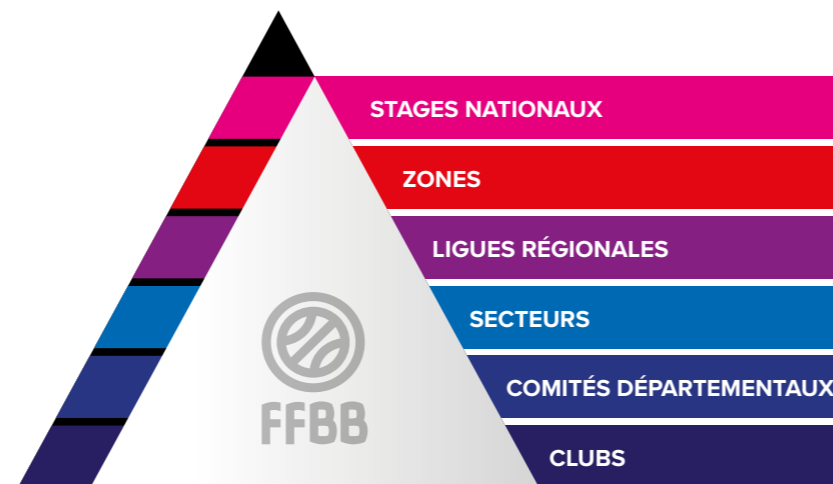 STAGES NATIONAUX
ZONES
LIGUES RÉGIONALES
SECTEURS
COMITÉS DÉPARTEMENTAUX
CLUBS
FFBB